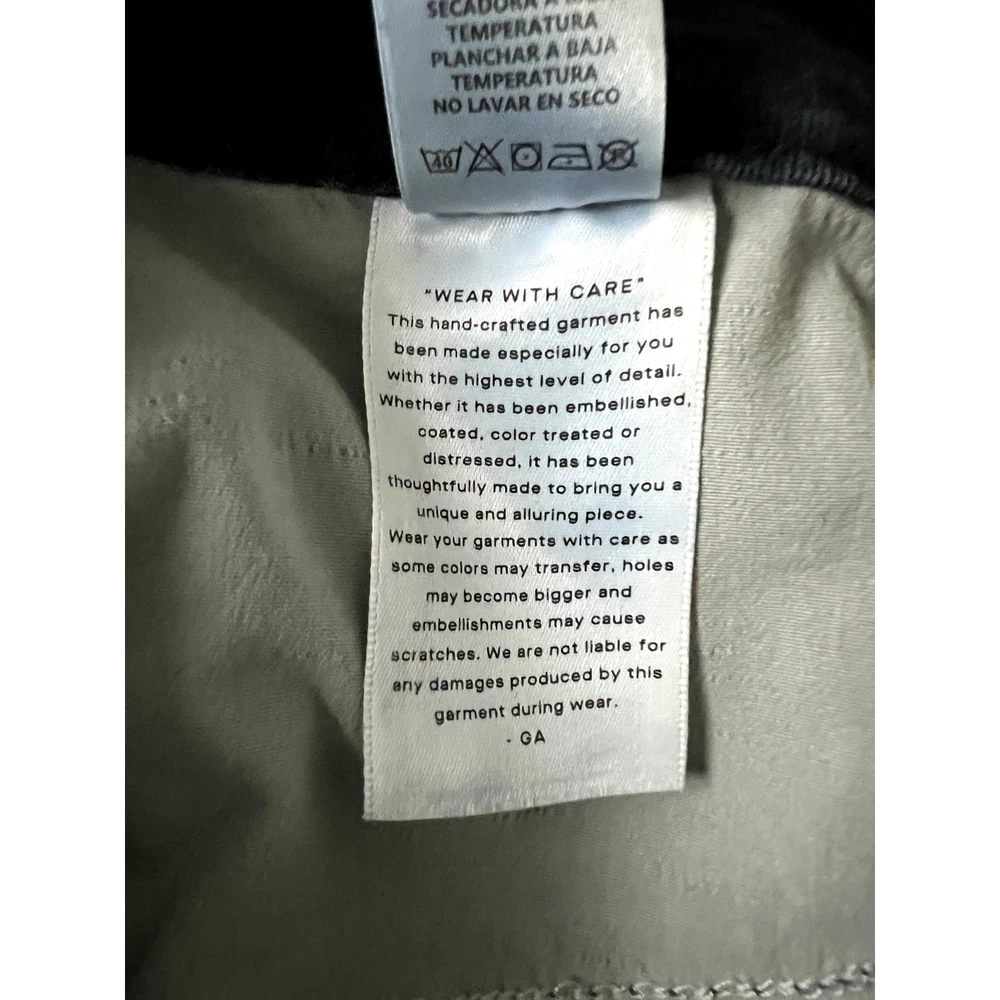 SECADORA A BAJA
TEMPERATURA
PLANCHAR A BAJA
TEMPERATURA
NO LAVAR EN SECO
40
"WEAR WITH CARE"
This hand-crafted garment has
been made especially for you
with the highest level of detail.
Whether it has been embellished,
coated, color treated or
distressed, it has been
thoughtfully made to bring you a
unique and alluring piece.
Wear your garments with care as
some colors may transfer, holes
may become bigger and
embellishments may cause
scratches. We are not liable for
any damages produced by this
garment during wear.
- GA